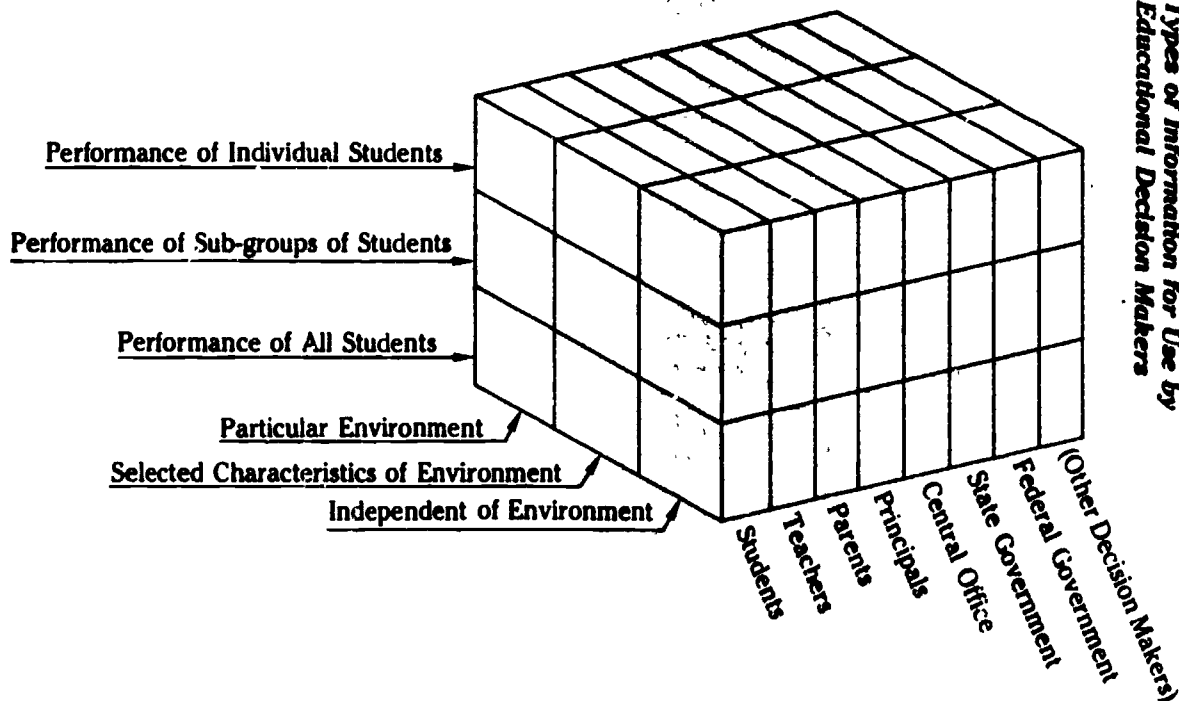 Types of Information for Use by
Educational Decision Makers
Performance of Individual Students
Performance of Sub-groups of Students
Performance of All Students
Particular Environment
Selected Characteristics of Environment
Independent of Environment
Students
Teachers
Parents
Principals
Central Office
State Government
Federal Government
(Other Decision Makers)